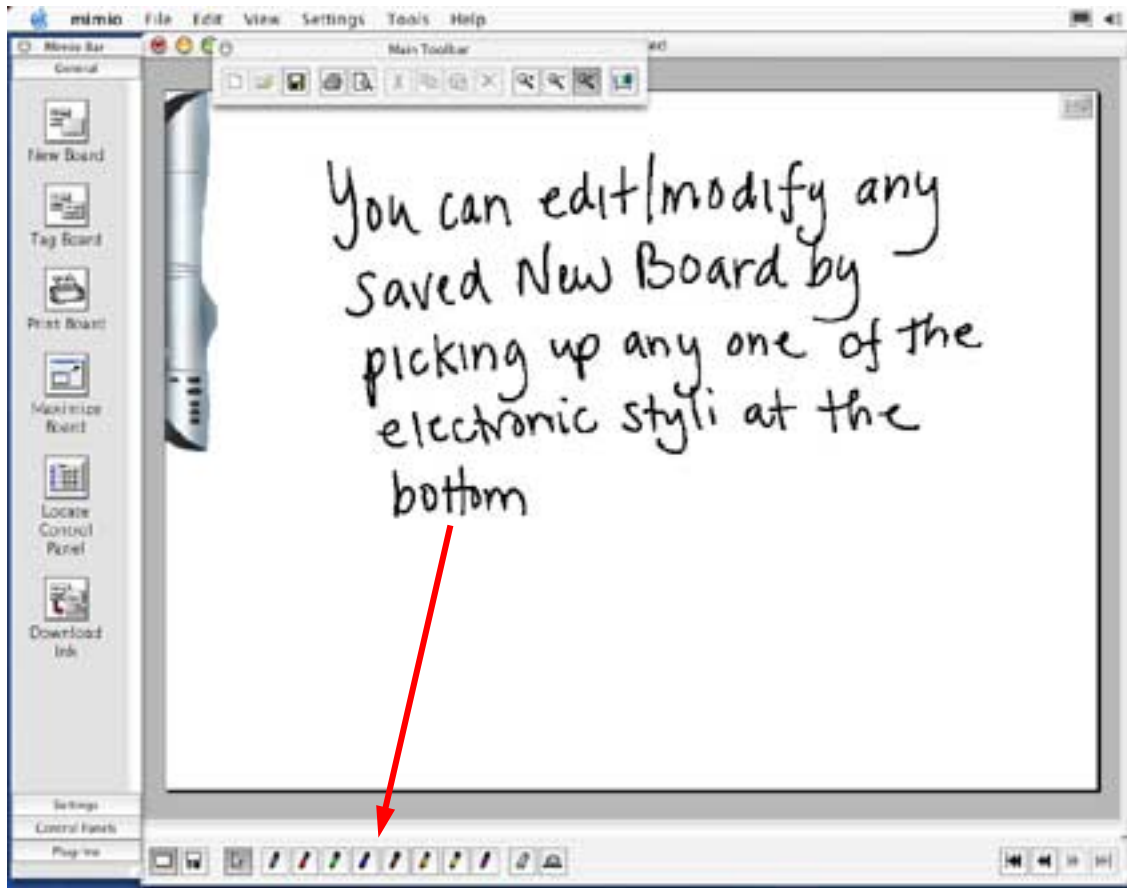 mimio File Edit View Settings Tools Help
Mimio Bar
General
Main Toolbar
New Board
Tag Board
Print Board
Maximize
Board
Locate
Control
Panel
Download
Ink
You can edit/modify any
saved New Board by
picking up any one of the
electronic styli at the
bottom
Settings
Control Panels
Plug-ins